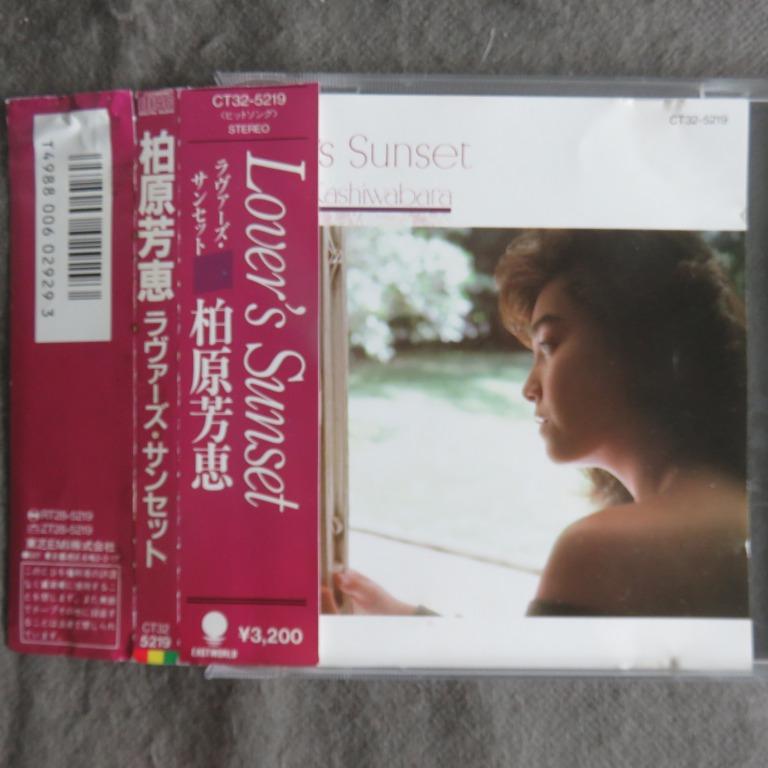 T4988 006 029293
RT28-5219
ZT28-5219
東芝EMI株式会社
柏原芳恵 ラヴァーズ・サンセット
CT32
5219
CT32-5219
〈ヒットソング〉
STEREO
Lover's Sunset
ラヴァーズ・
サンセット
柏原芳恵
EASTWORLD
¥3,200
CT32-5219
's Sunset
Kashiwabara